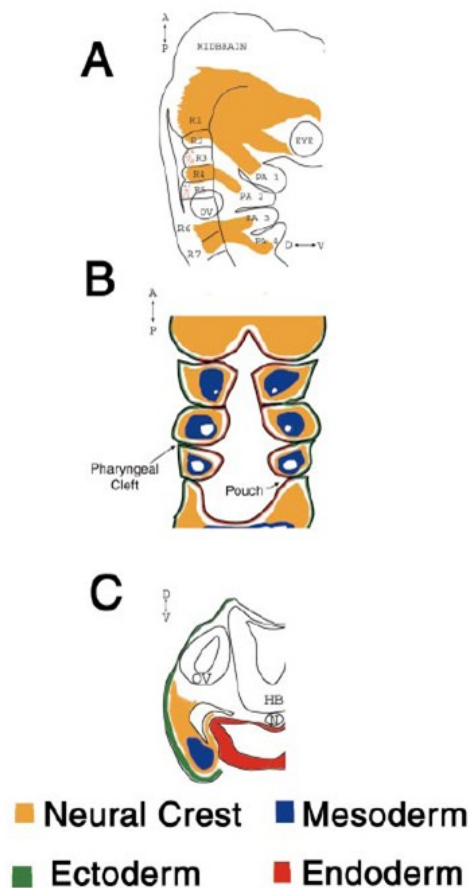 A
A
P
MIDBRAIN
R1
R2
R3
EYE
R4
PA 1
R5
PA 2
OV
PA 3
R6
PA 4
D
V
R7
B
A
P
Pharyngeal
Cleft
Pouch
C
D
V
OV
HB
N
Neural Crest
Mesoderm
Ectoderm
Endoderm